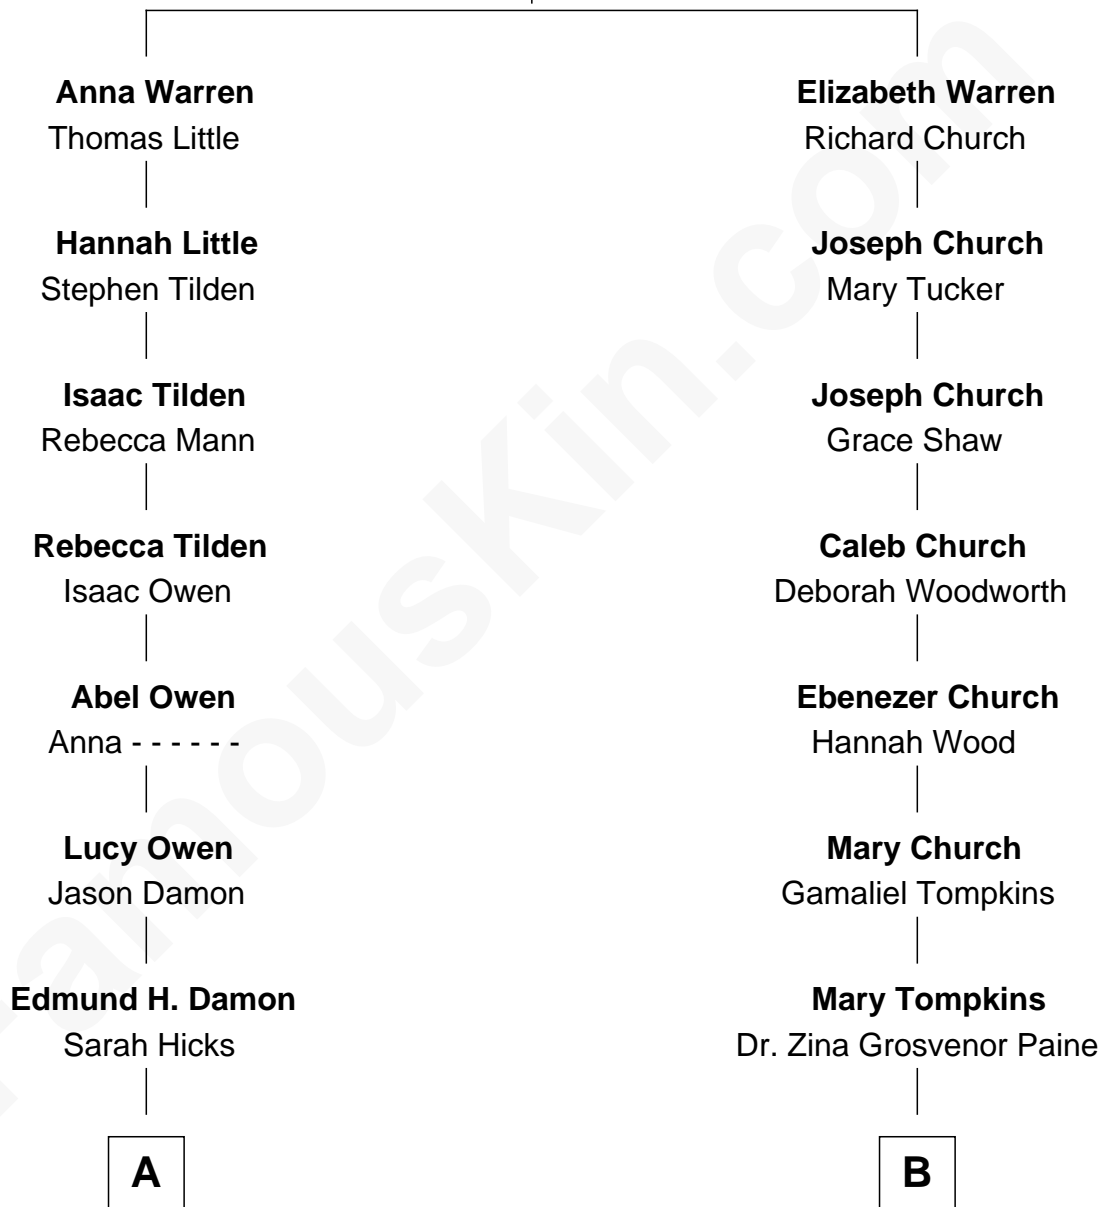 Anna Warren
Thomas Little
Elizabeth Warren
Richard Church
Hannah Little
Stephen Tilden
Joseph Church
Mary Tucker
Isaac Tilden
Rebecca Mann
Joseph Church
Grace Shaw
Rebecca Tilden
Isaac Owen
Caleb Church
Deborah Woodworth
Abel Owen
Anna - - - - - -
Ebenezer Church
Hannah Wood
Lucy Owen
Jason Damon
Mary Church
Gamaliel Tompkins
Edmund H. Damon
Sarah Hicks
Mary Tompkins
Dr. Zina Grosvenor Paine
A
B
FamousKin.com